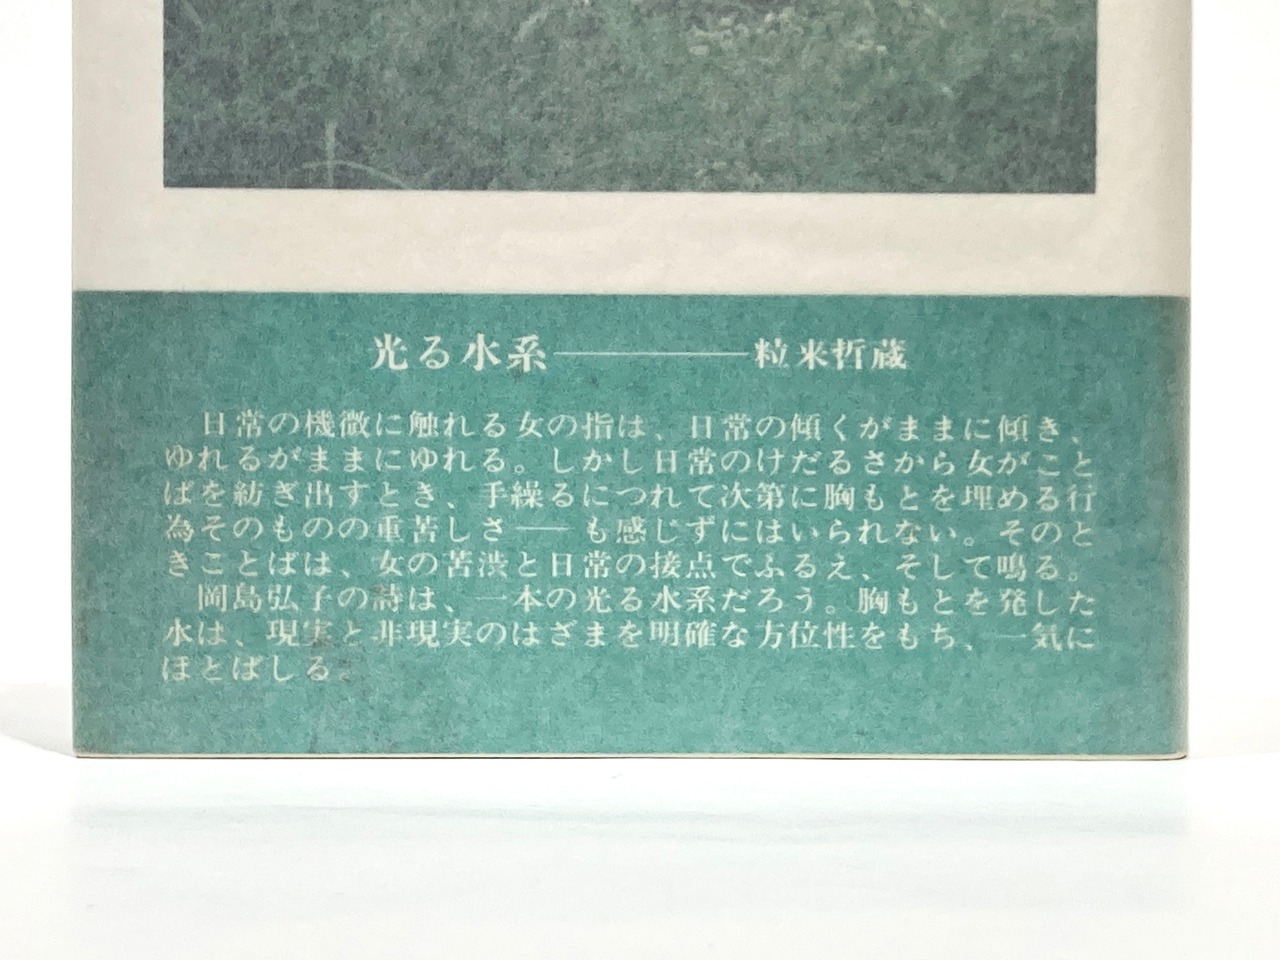 光る水系――粒来哲蔵
日常の機微に触れる女の指は、日常の傾くがままに傾き、
ゆれるがままにゆれる。しかし日常のけだるさから女がこと
ばを紡ぎ出すとき、手繰るにつれて次第に胸もとを埋める行
為そのものの重苦しさ――も感じずにはいられない。そのと
きことばは、女の苦渋と日常の接点でふるえ、そして鳴る。
岡島弘子の詩は、一本の光る水系だろう。胸もとを発した
水は、現実と非現実のはざまを明確な方位性をもち、一気に
ほとばしる。